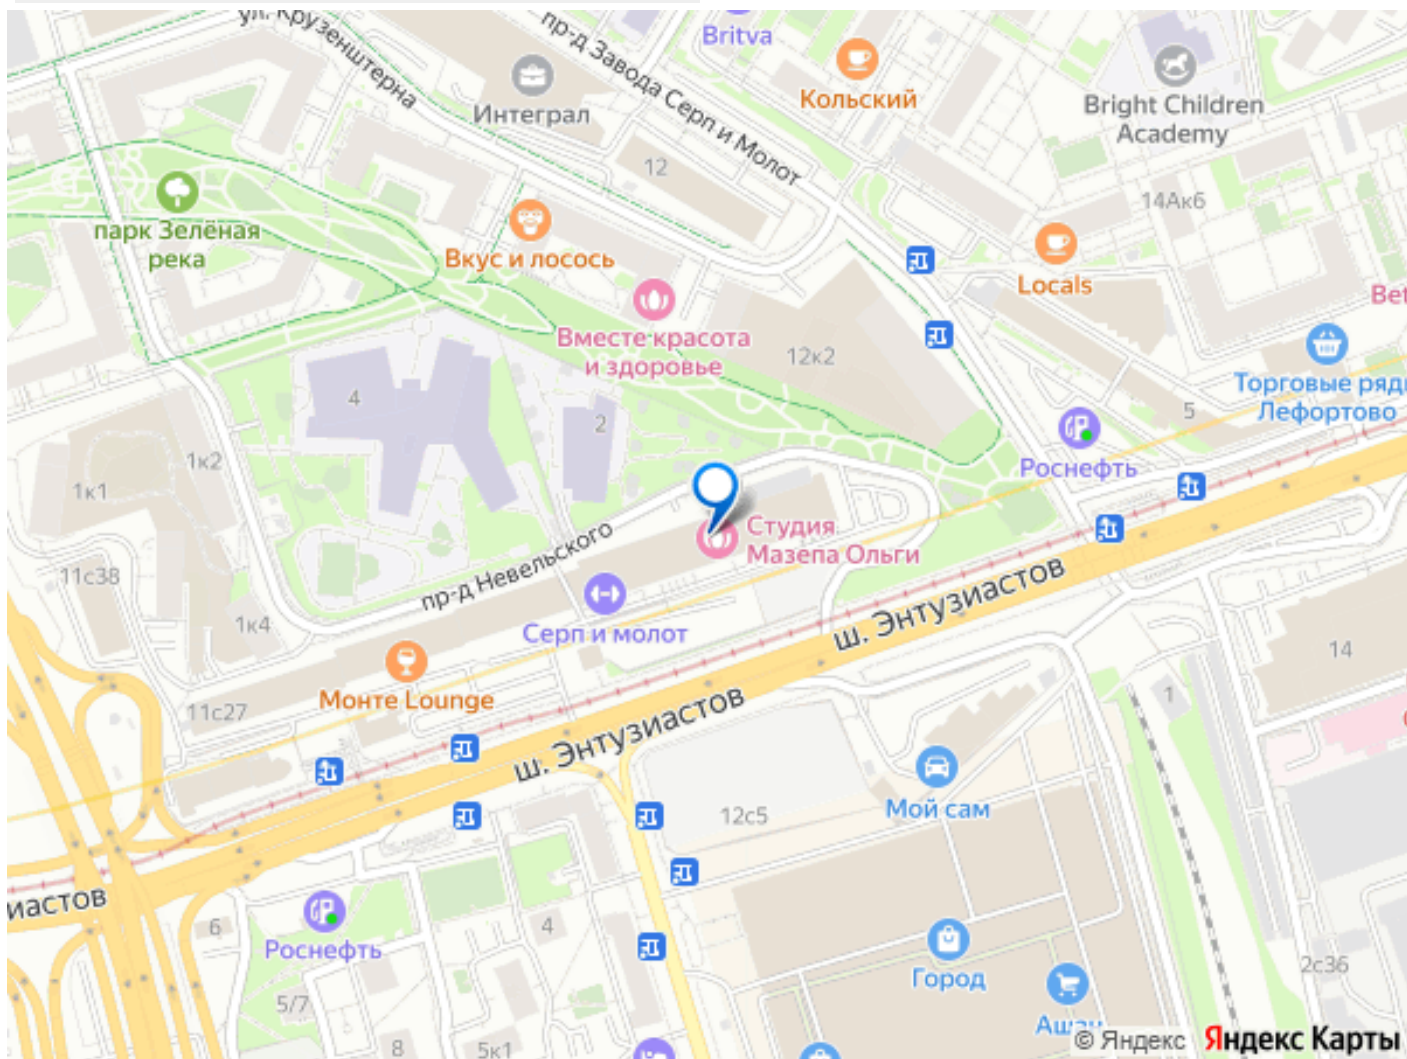 ул. Крузенштерна
пр-д Завода Серп и Молот
Britva
Кольский
Интеграл
Bright Children
Academy
12
14Ак6
парк Зелёная
река
Вкус и лосось
Locals
Вместе красота
и здоровье
12к2
Торговые ряды
Лефортово
4
2
5
Роснефть
1к2
1к1
Студия
Мазепа Ольги
пр-д Невельского
11с38
1к4
Серп и молот
ш. Энтузиастов
14
1
Монте Lounge
11с27
ш. Энтузиастов
Мой сам
12с5
иастов
6
4
Роснефть
Город
2с36
5/7
Ашан
8
5к1
© Яндекс
Яндекс Карты